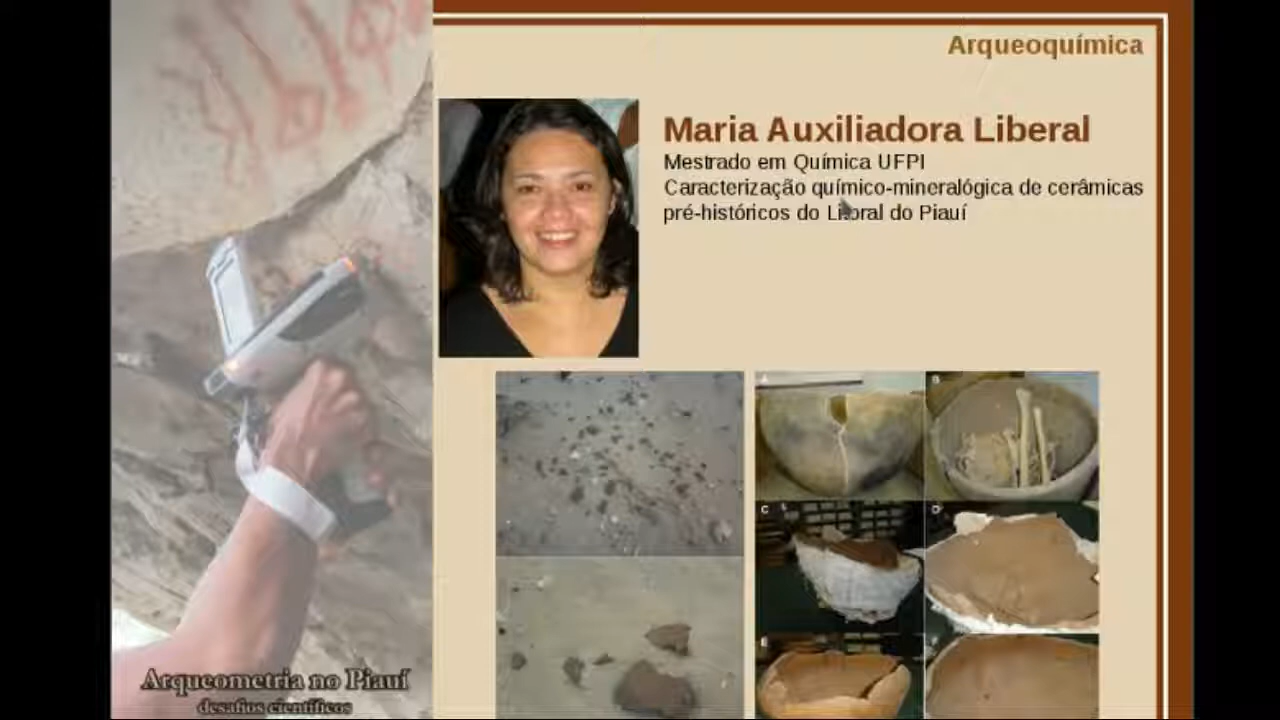 Arqueoquímica
Maria Auxiliadora Liberal
Mestrado em Química UFPI
Caracterização químico-mineralógica de cerâmicas
pré-históricos do Litoral do Piauí
A
B
C
D
E
Arqueometria no Piauí
desafios científicos